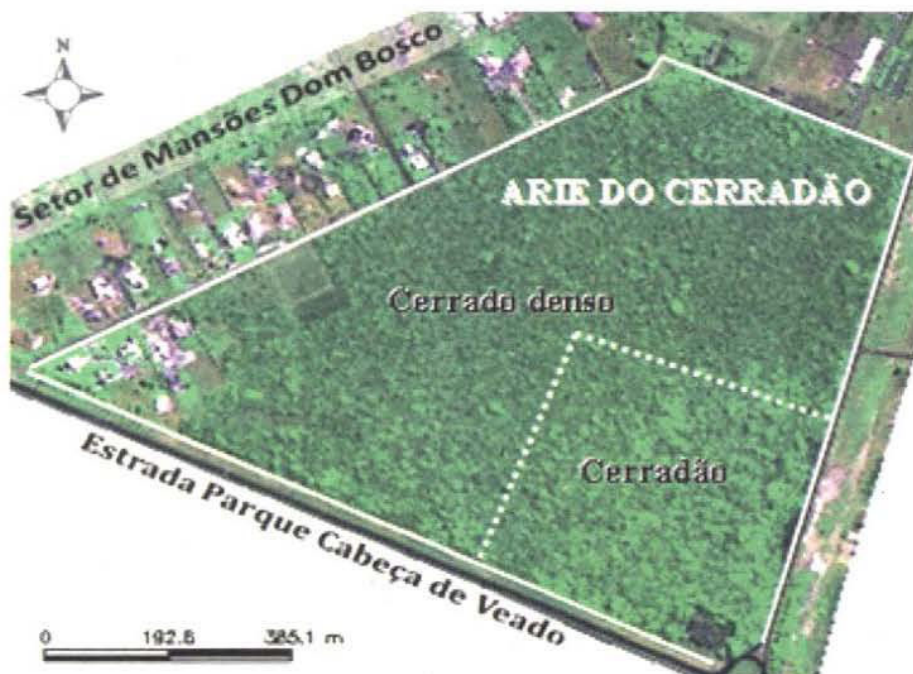 N
Setor de Mansões Dom Bosco
ARIE DO CERRADÃO
Cerrado denso
Cerradão
Estrada Parque Cabeça de Veado
0 192.6 385.1 m